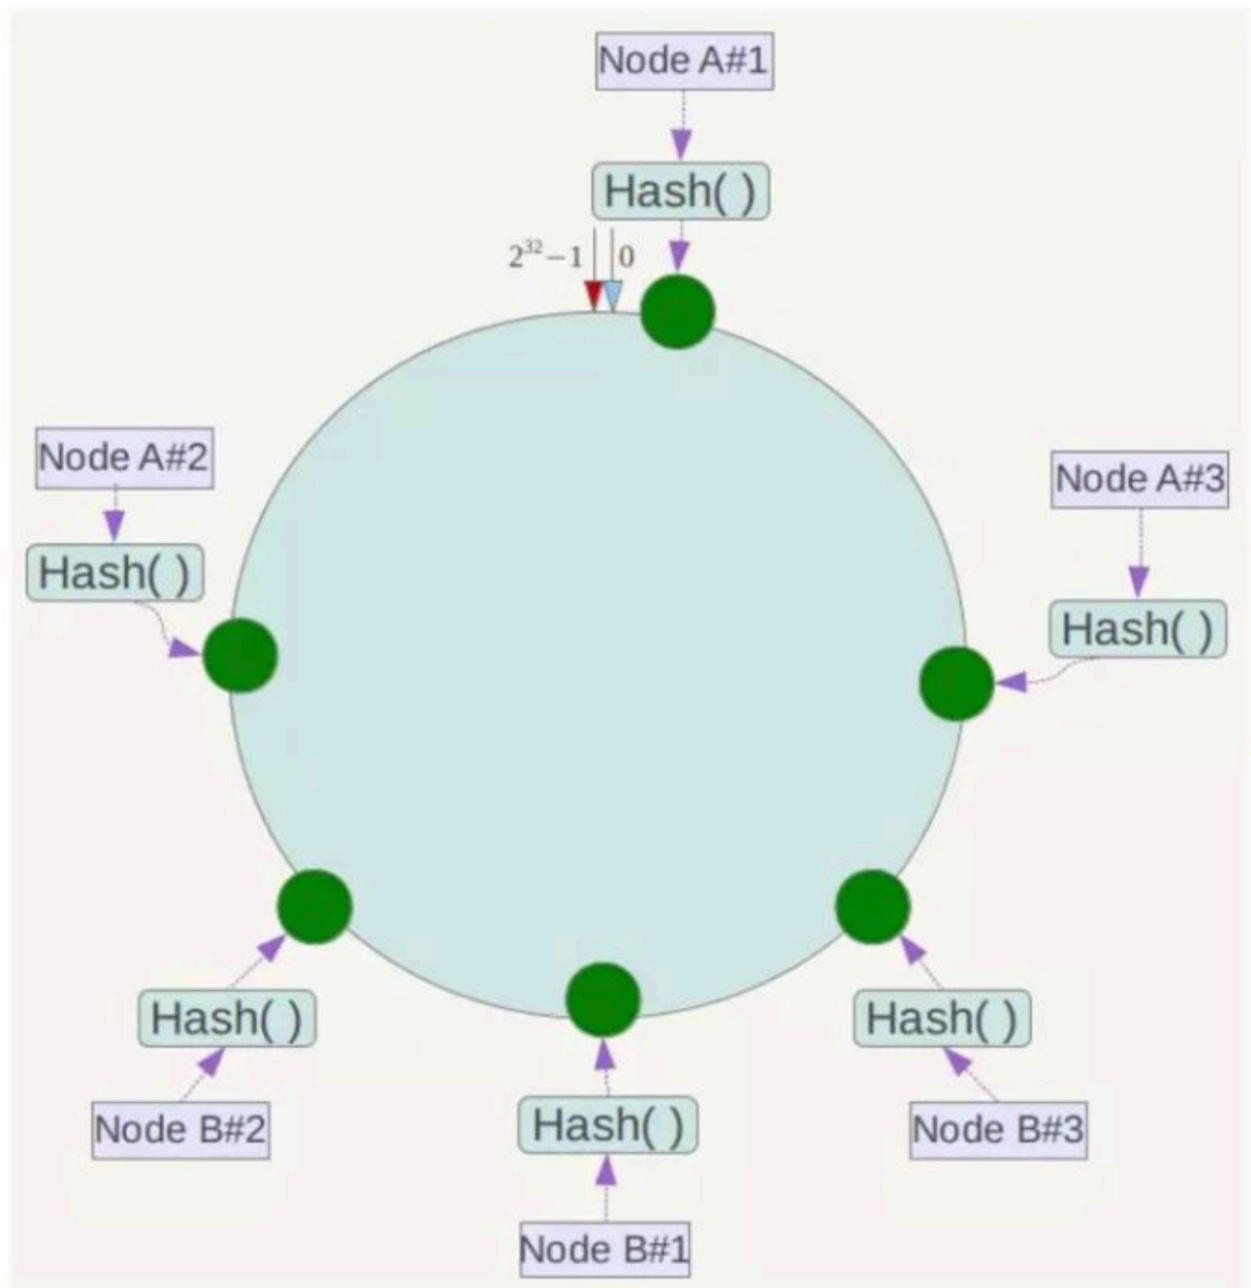 Node A#1
Hash( )
2³²−1 0
Node A#2
Node A#3
Hash( )
Hash( )
Hash( )
Hash( )
Node B#2
Hash( )
Node B#3
Node B#1